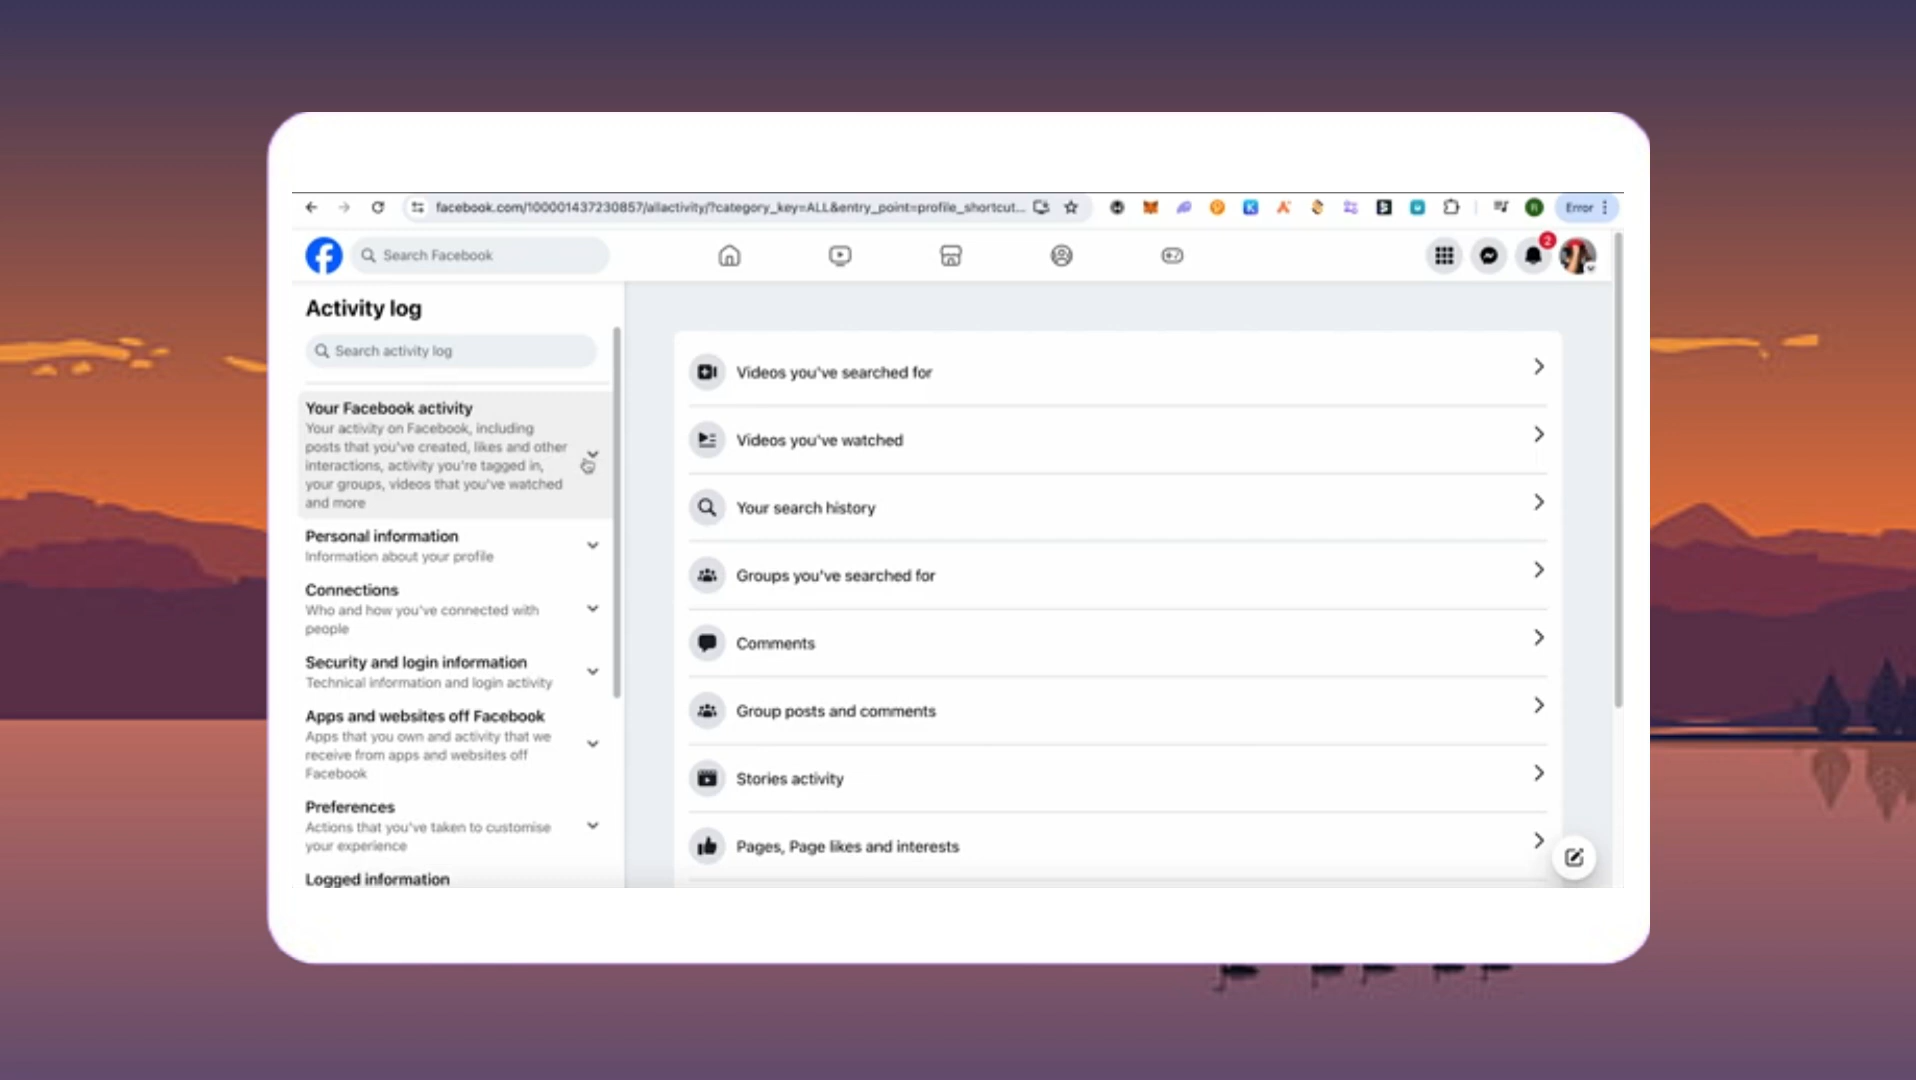 facebook.com/100001437230857/allactivity/?category_key=ALL&entry_point=profile_shortcut...
Error
Search Facebook
2
Activity log
Search activity log
Your Facebook activity
Your activity on Facebook, including
posts that you've created, likes and other
interactions, activity you're tagged in,
your groups, videos that you've watched
and more
Personal information
Information about your profile
Connections
Who and how you've connected with
people
Security and login information
Technical information and login activity
Apps and websites off Facebook
Apps that you own and activity that we
receive from apps and websites off
Facebook
Preferences
Actions that you've taken to customise
your experience
Logged information
Videos you've searched for
Videos you've watched
Your search history
Groups you've searched for
Comments
Group posts and comments
Stories activity
Pages, Page likes and interests